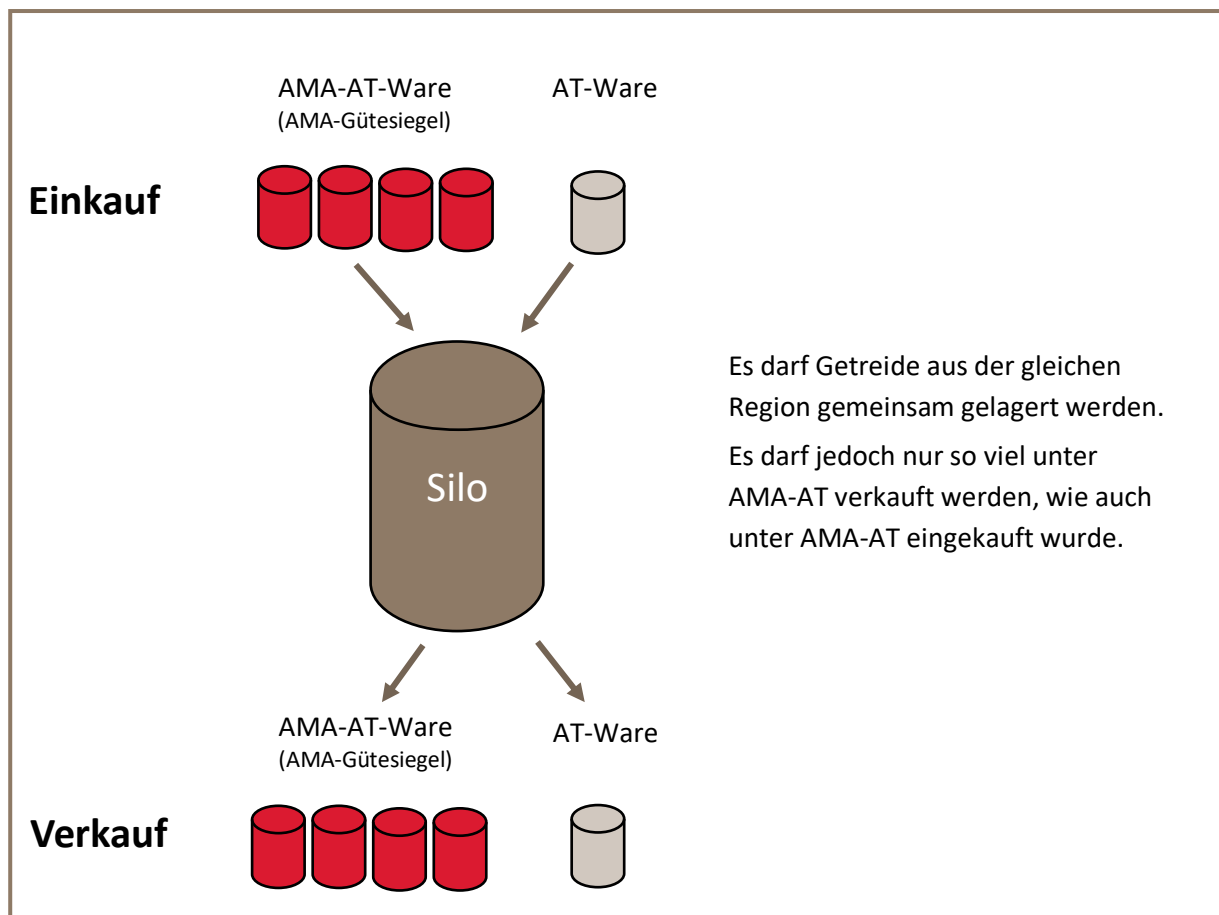 AMA-AT-Ware
(AMA-Gütesiegel)
AT-Ware
Einkauf
Silo
Es darf Getreide aus der gleichen
Region gemeinsam gelagert werden.
Es darf jedoch nur so viel unter
AMA-AT verkauft werden, wie auch
unter AMA-AT eingekauft wurde.
AMA-AT-Ware
(AMA-Gütesiegel)
AT-Ware
Verkauf